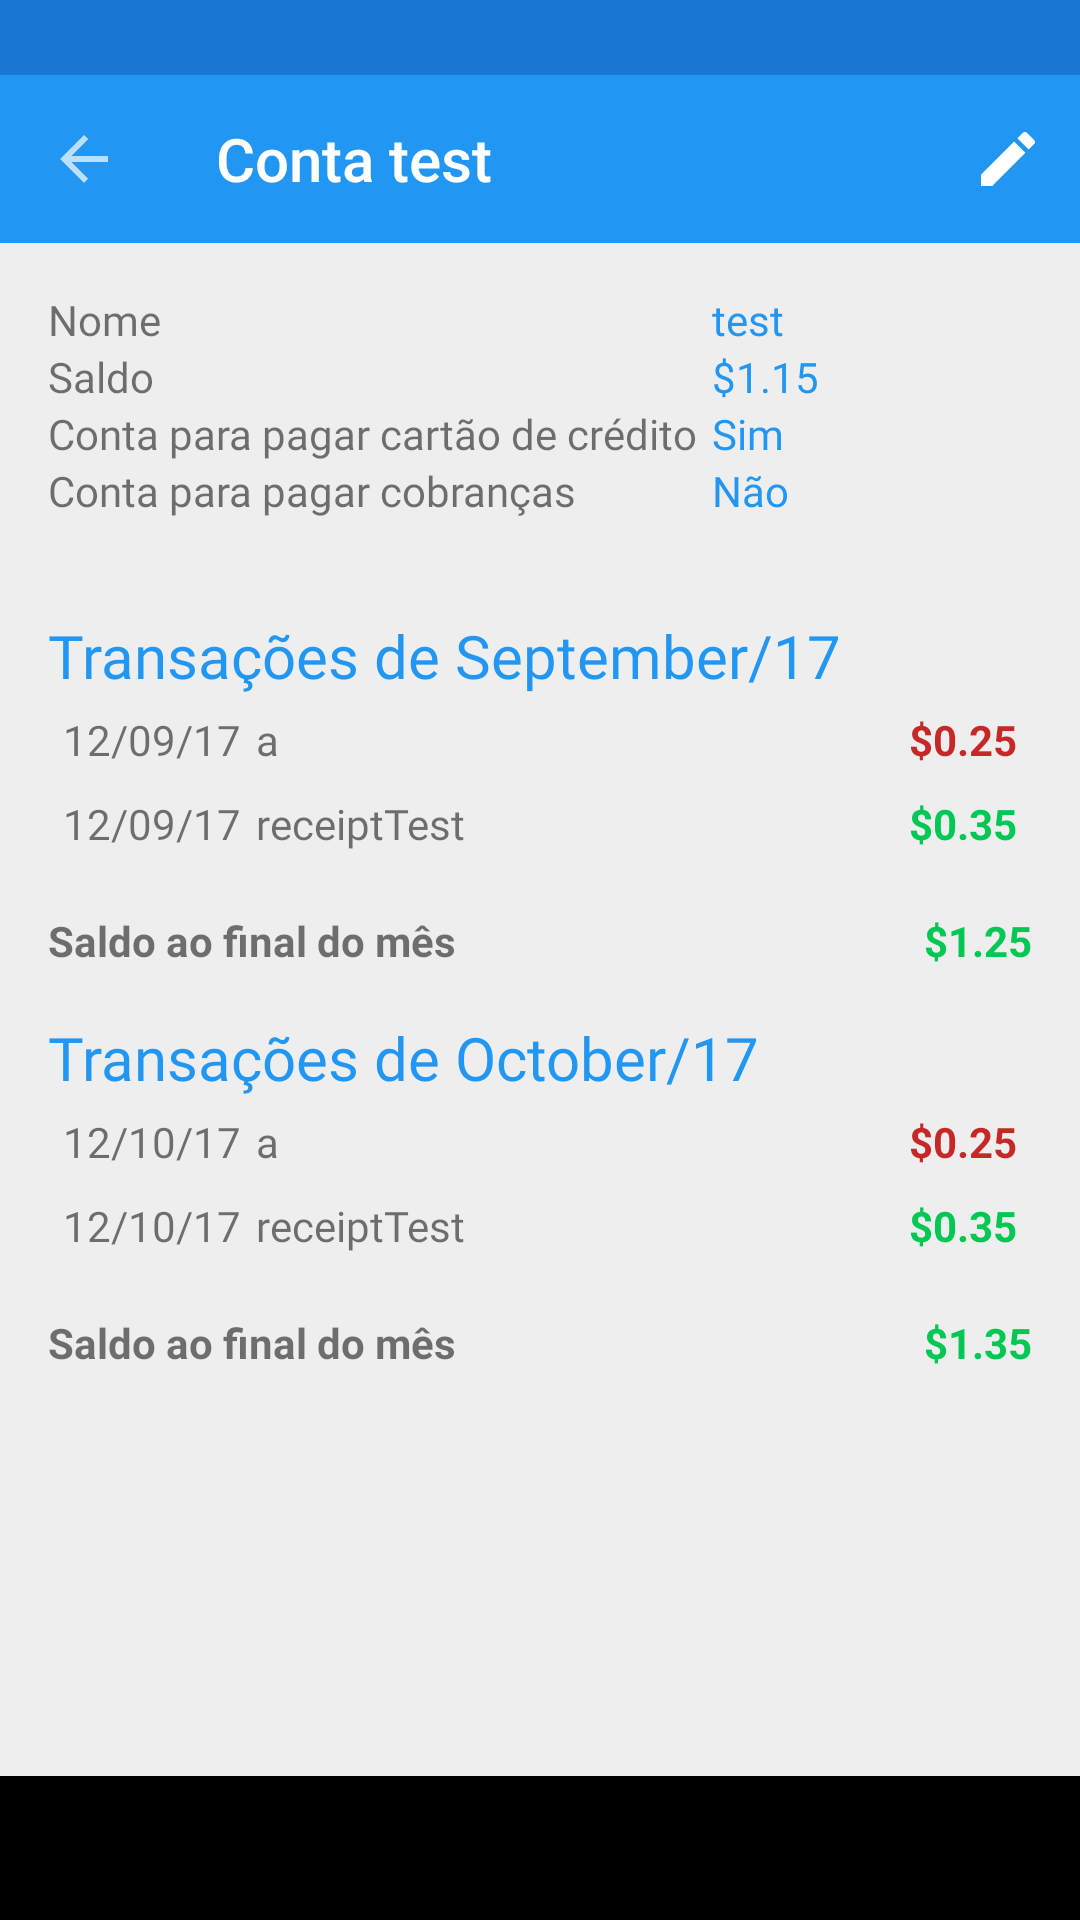 Conta test
Nome test
Saldo $1.15
Conta para pagar cartão de crédito Sim
Conta para pagar cobranças Não
Transações de September/17
12/09/17 a $0.25
12/09/17 receiptTest $0.35
Saldo ao final do mês $1.25
Transações de October/17
12/10/17 a $0.25
12/10/17 receiptTest $0.35
Saldo ao final do mês $1.35